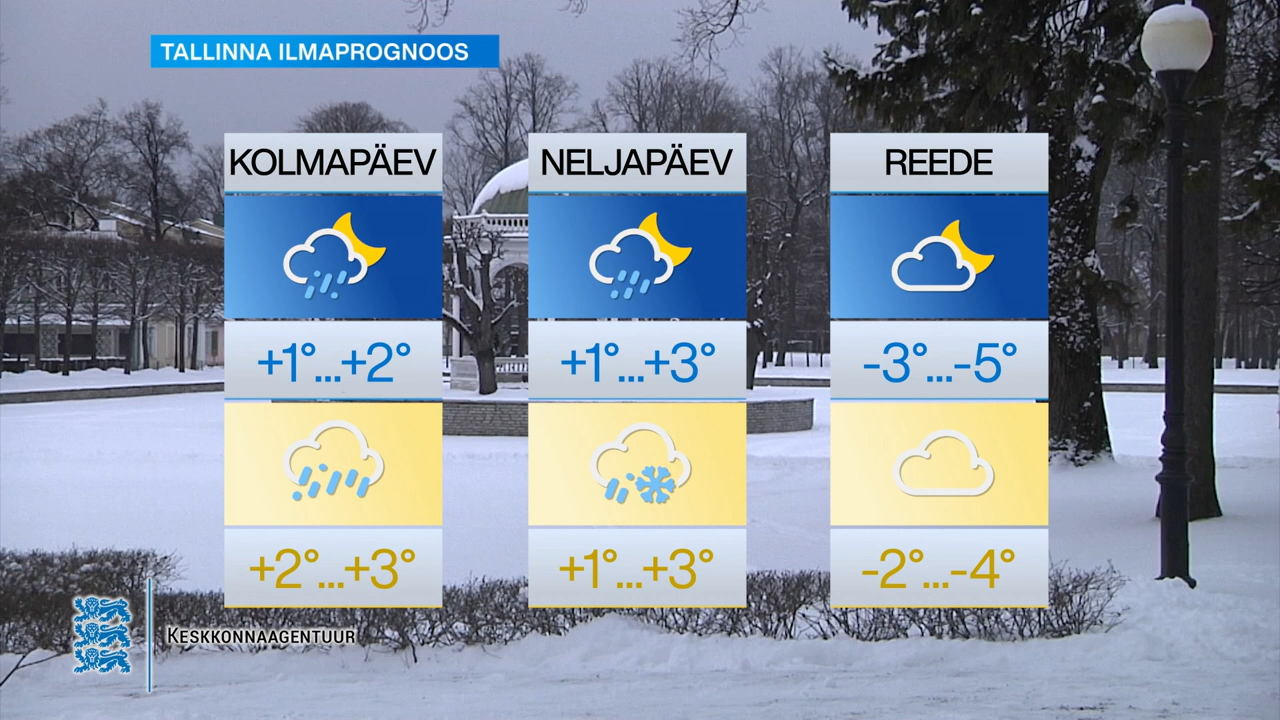 TALLINNA ILMAPROGNOOS
KOLMAPÄEV
+1°...+2°
+2°...+3°
NELJAPÄEV
+1°...+3°
+1°...+3°
REEDE
-3°...-5°
-2°...-4°
KESKKONNAAGENTUUR